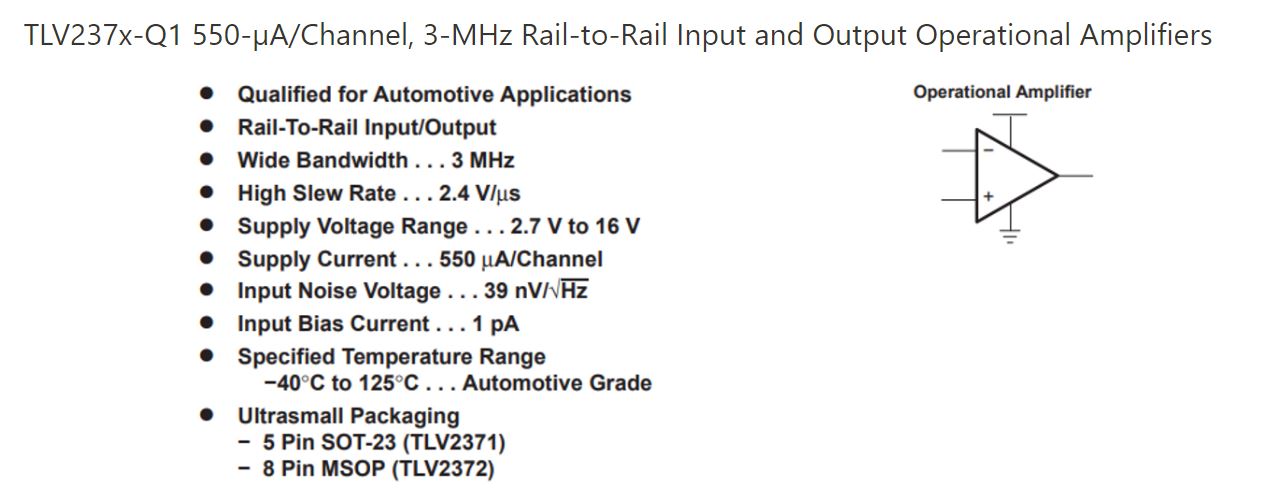 TLV237x-Q1 550-µA/Channel, 3-MHz Rail-to-Rail Input and Output Operational Amplifiers
● Qualified for Automotive Applications
● Rail-To-Rail Input/Output
● Wide Bandwidth . . . 3 MHz
● High Slew Rate . . . 2.4 V/μs
● Supply Voltage Range . . . 2.7 V to 16 V
● Supply Current . . . 550 μA/Channel
● Input Noise Voltage . . . 39 nV/√Hz
● Input Bias Current . . . 1 pA
● Specified Temperature Range
−40°C to 125°C . . . Automotive Grade
● Ultrasmall Packaging
− 5 Pin SOT-23 (TLV2371)
− 8 Pin MSOP (TLV2372)
Operational Amplifier
−
+